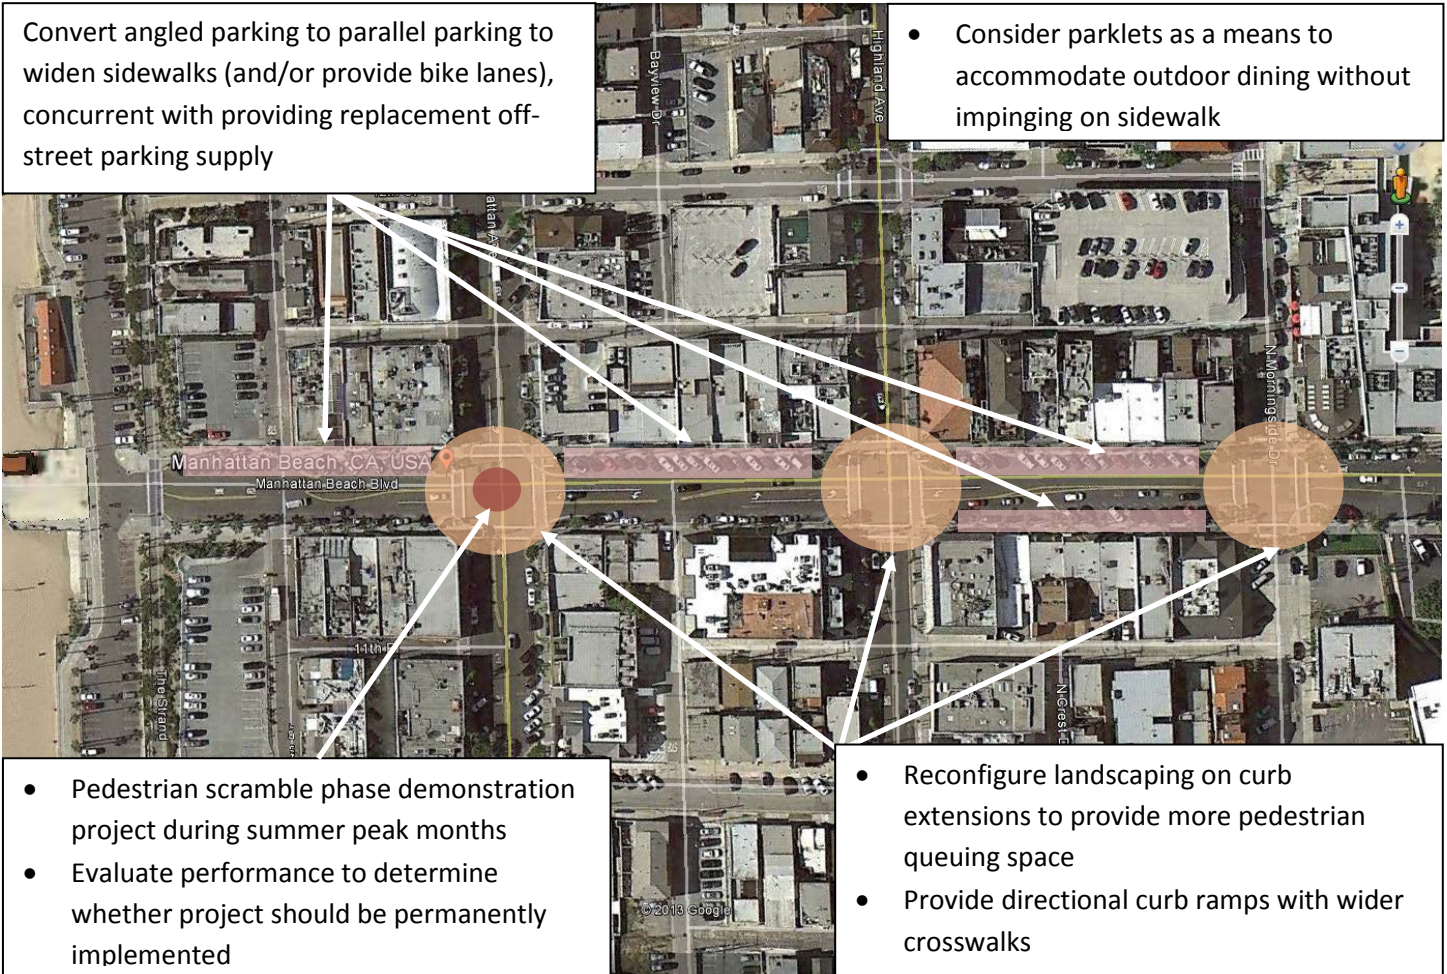 Convert angled parking to parallel parking to
widen sidewalks (and/or provide bike lanes),
concurrent with providing replacement off-
street parking supply
• Consider parklets as a means to
accommodate outdoor dining without
impinging on sidewalk
Bayview Dr
Highland Ave
N Morningside Dr
Manhattan Beach, CA, USA
Manhattan Beach Blvd
11th
The Strand
N Crest
• Pedestrian scramble phase demonstration
project during summer peak months
• Evaluate performance to determine
whether project should be permanently
implemented
• Reconfigure landscaping on curb
extensions to provide more pedestrian
queuing space
• Provide directional curb ramps with wider
crosswalks
© 2013 Google